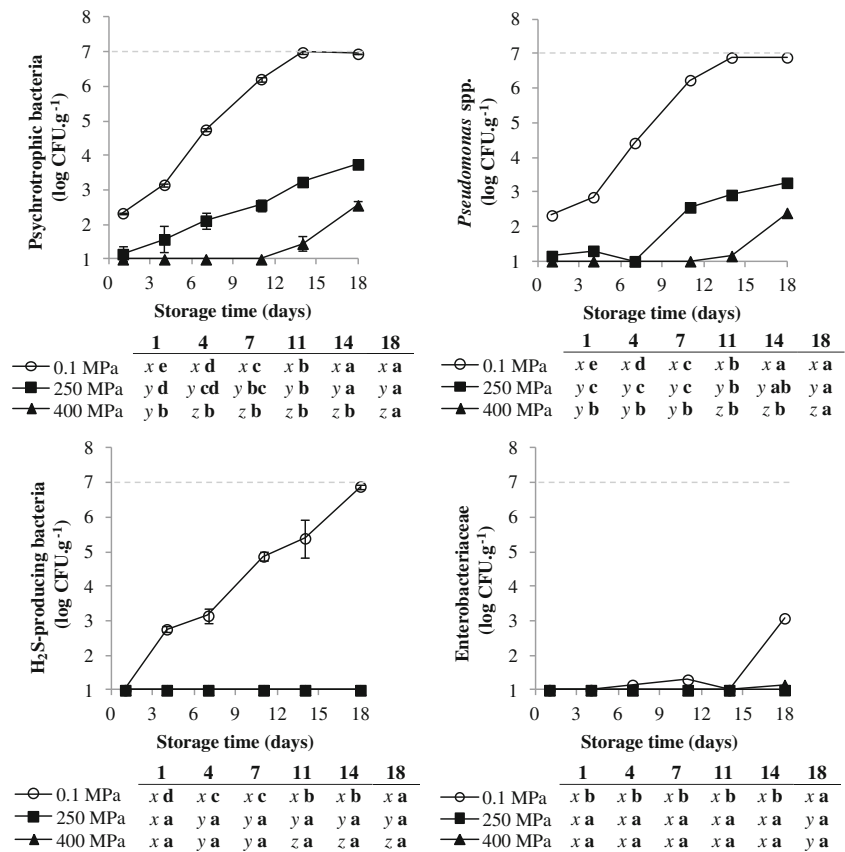 8
7
6
5
4
3
2
1
Psychrotrophic bacteria
(log CFU.g⁻¹)
0 3 6 9 12 15 18
Storage time (days)
1 4 7 11 14 18
0.1 MPa x e x d x c x b x a x a
250 MPa y d y cd y bc y b y a y a
400 MPa y b z b z b z b z b z a
8
7
6
5
4
3
2
1
Pseudomonas spp.
(log CFU.g⁻¹)
0 3 6 9 12 15 18
Storage time (days)
1 4 7 11 14 18
0.1 MPa x e x d x c x b x a x a
250 MPa y c y c y c y b y ab y a
400 MPa y b y b y b z b z b z a
8
7
6
5
4
3
2
1
H₂S-producing bacteria
(log CFU.g⁻¹)
0 3 6 9 12 15 18
Storage time (days)
1 4 7 11 14 18
0.1 MPa x d x c x c x b x b x a
250 MPa x a y a y a y a y a y a
400 MPa x a y a y a z a z a z a
8
7
6
5
4
3
2
1
Enterobacteriaceae
(log CFU.g⁻¹)
0 3 6 9 12 15 18
Storage time (days)
1 4 7 11 14 18
0.1 MPa x b x b x b x b x b x a
250 MPa x a x a x a x a x a y a
400 MPa x a x a x a x a x a y a